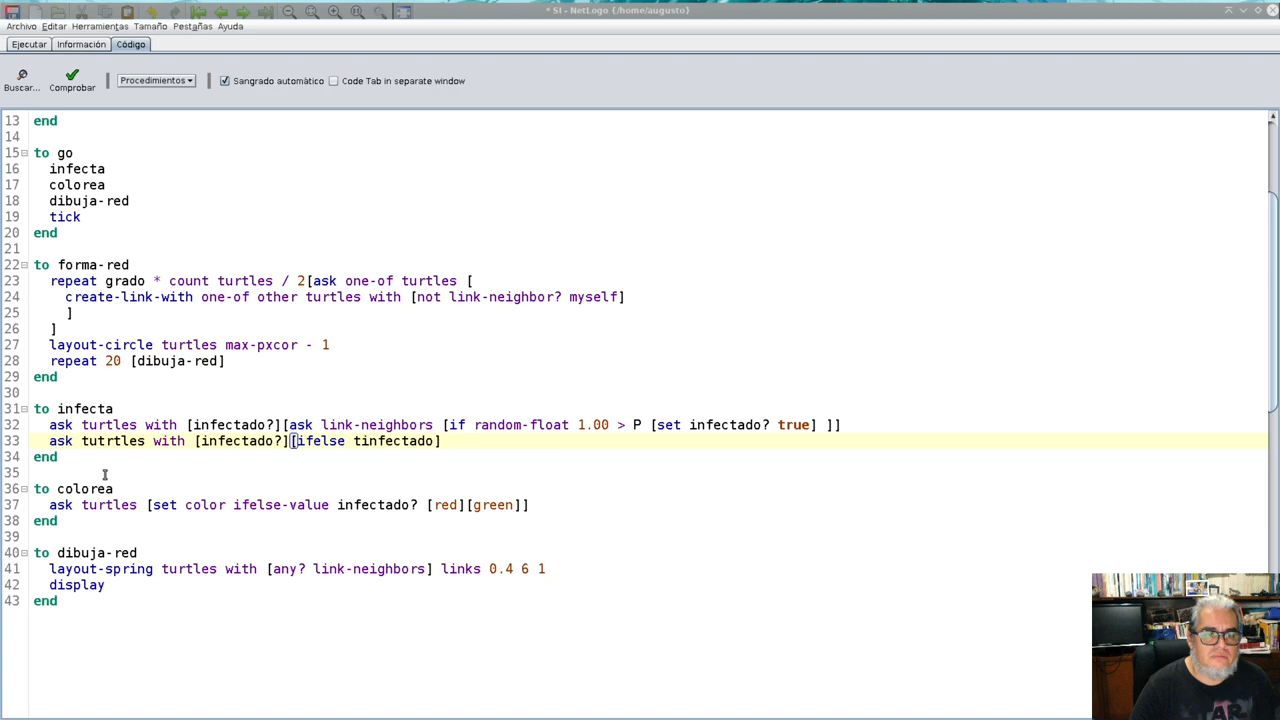 * SI - NetLogo {/home/augusto}
Archivo Editar Herramientas Tamaño Pestañas Ayuda
Ejecutar Información Código
Buscar... Comprobar Procedimientos Sangrado automático Code Tab in separate window
13 end
14
15 to go
16 infecta
17 colorea
18 dibuja-red
19 tick
20 end
21
22 to forma-red
23 repeat grado * count turtles / 2[ask one-of turtles [
24 create-link-with one-of other turtles with [not link-neighbor? myself]
25 ]
26 ]
27 layout-circle turtles max-pxcor - 1
28 repeat 20 [dibuja-red]
29 end
30
31 to infecta
32 ask turtles with [infectado?][ask link-neighbors [if random-float 1.00 > P [set infectado? true] ]]
33 ask tutrtles with [infectado?][ifelse tinfectado]
34 end
35
36 to colorea
37 ask turtles [set color ifelse-value infectado? [red][green]]
38 end
39
40 to dibuja-red
41 layout-spring turtles with [any? link-neighbors] links 0.4 6 1
42 display
43 end